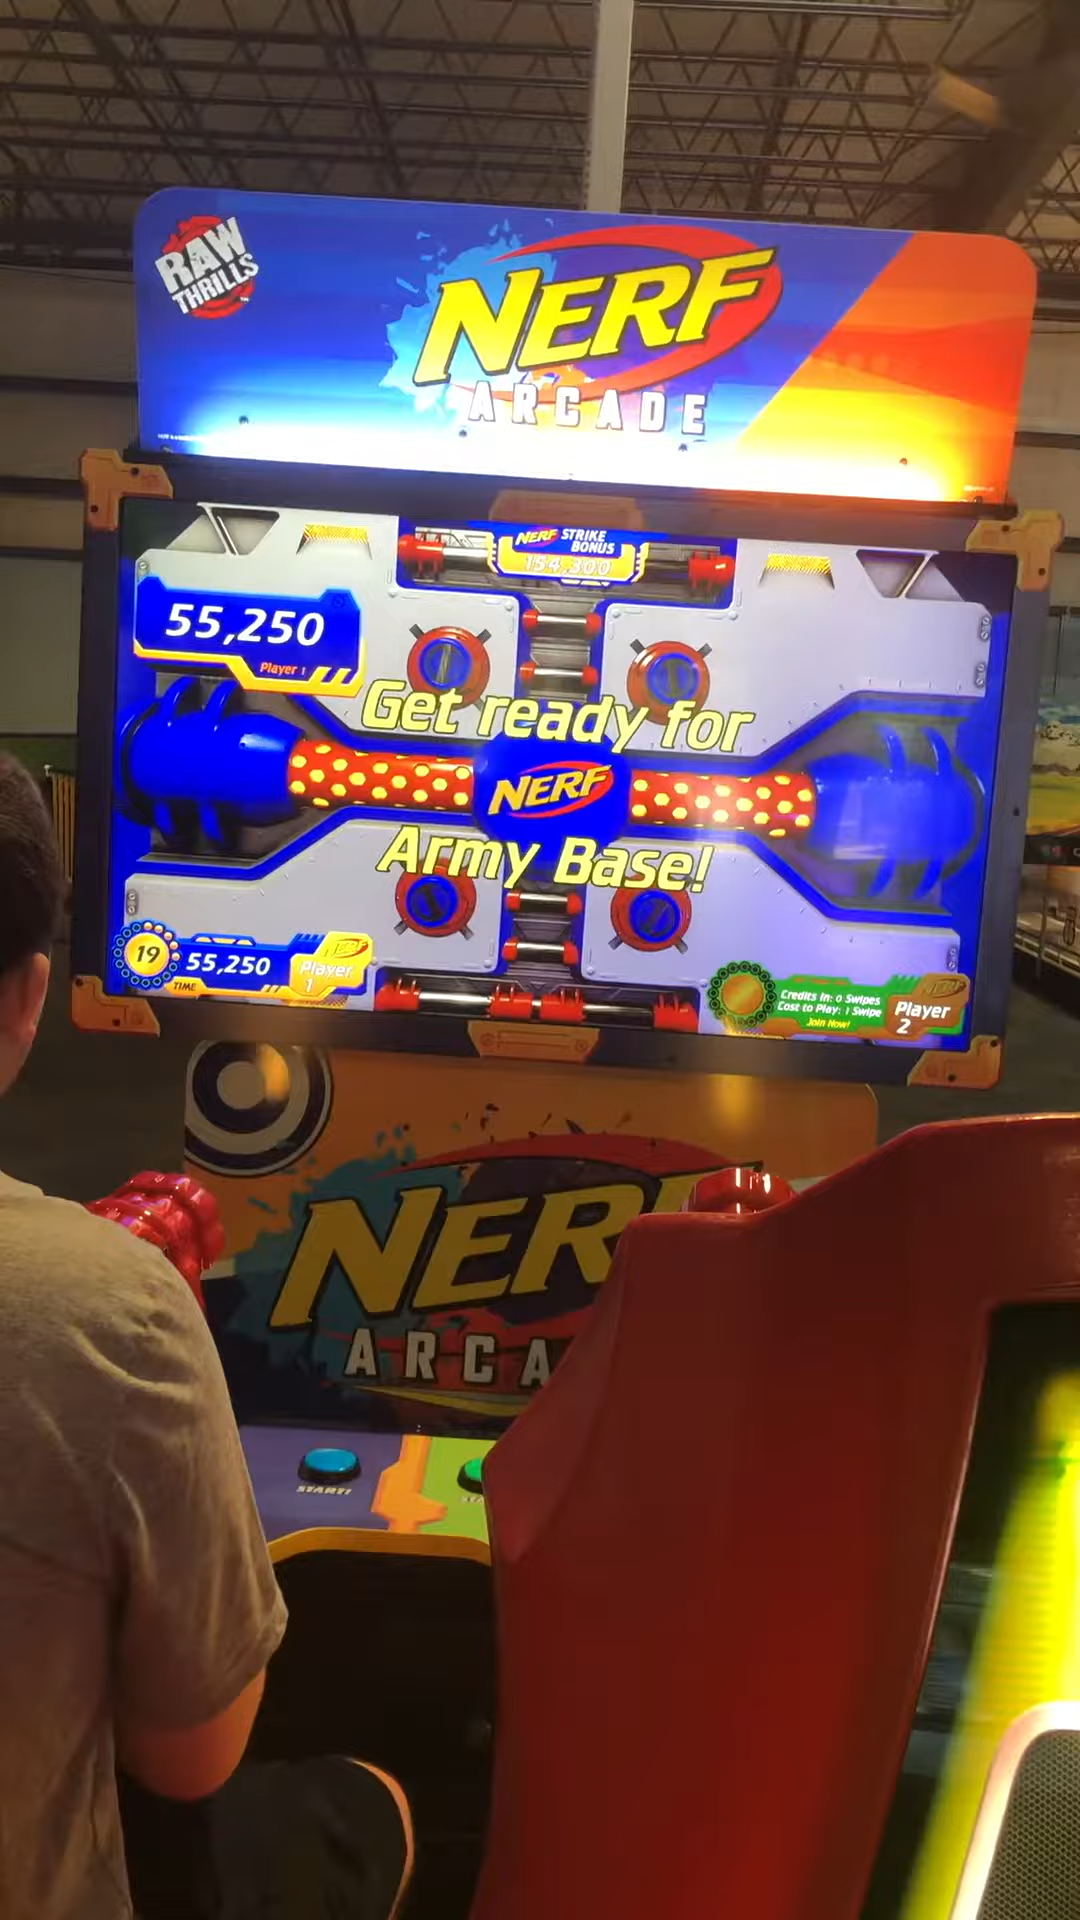 RAW
THRILLS
NERF
ARCADE
NERF STRIKE
BONUS
154,300
55,250
Player 1
Get ready for
NERF
Army Base!
19
TIME
55,250
NERF
Player
1
Credits In: 0 Swipes
Cost to Play: 1 Swipe
Join Now!
NERF
Player
2
NER
ARCA
START!